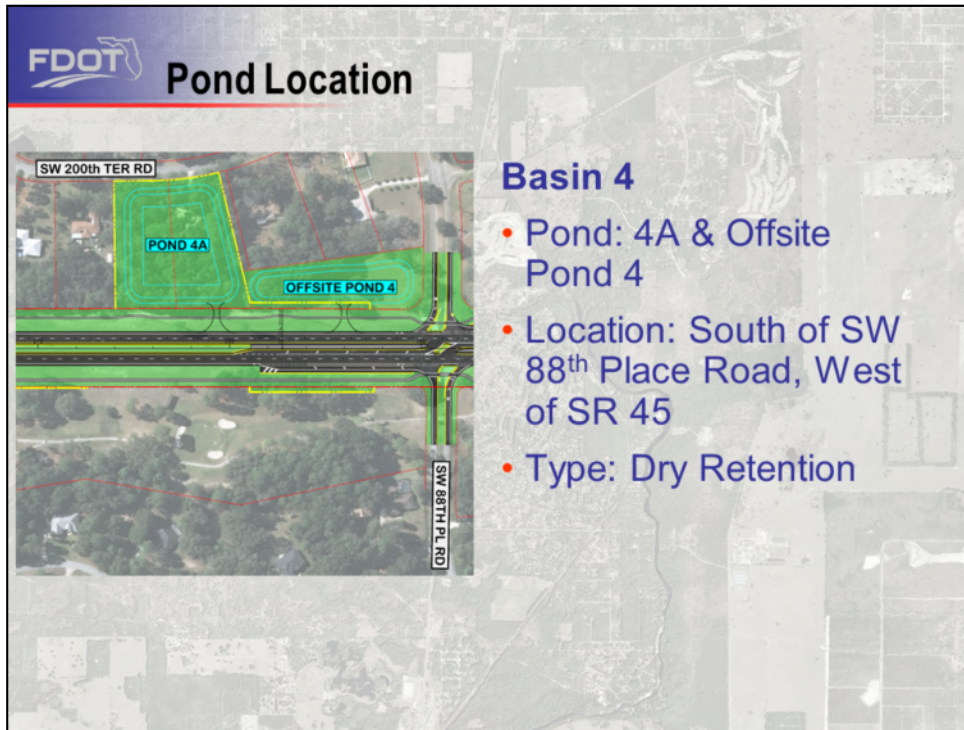 FDOT
Pond Location
SW 200th TER RD
POND 4A
OFFSITE POND 4
SW 88TH PL RD
Basin 4
• Pond: 4A & Offsite
Pond 4
• Location: South of SW
88th Place Road, West
of SR 45
• Type: Dry Retention